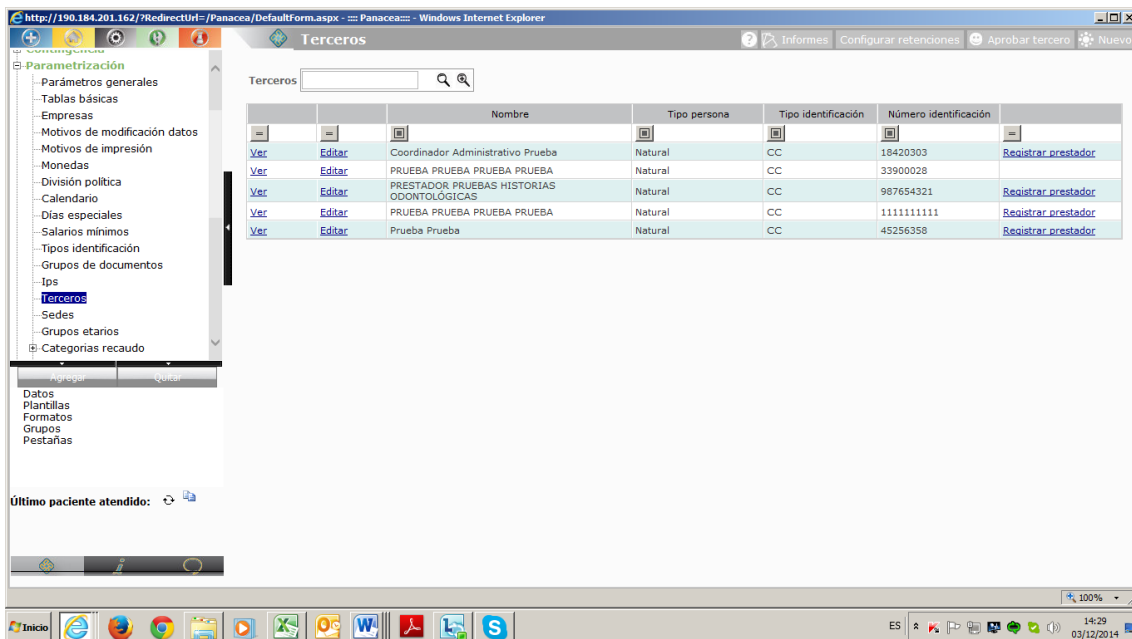 http://190.184.201.162/?RedirectUrl=/Panacea/DefaultForm.aspx - :::: Panacea:::: - Windows Internet Explorer
Terceros
Informes Configurar retenciones Aprobar tercero Nuevo
Contingencia
Parametrización
Parámetros generales
Tablas básicas
Empresas
Motivos de modificación datos
Motivos de impresión
Monedas
División política
Calendario
Días especiales
Salarios mínimos
Tipos identificación
Grupos de documentos
Ips
Terceros
Sedes
Grupos etarios
Categorias recaudo
Agregar Quitar
Datos
Plantillas
Formatos
Grupos
Pestañas
Último paciente atendido:
Terceros
Nombre Tipo persona Tipo identificación Número identificación
Ver Editar Coordinador Administrativo Prueba Natural CC 18420303 Registrar prestador
Ver Editar PRUEBA PRUEBA PRUEBA PRUEBA Natural CC 33900028
Ver Editar PRESTADOR PRUEBAS HISTORIAS ODONTOLÓGICAS Natural CC 987654321 Registrar prestador
Ver Editar PRUEBA PRUEBA PRUEBA PRUEBA Natural CC 1111111111 Registrar prestador
Ver Editar Prueba Prueba Natural CC 45256358 Registrar prestador
100%
Inicio
ES
14:29
03/12/2014